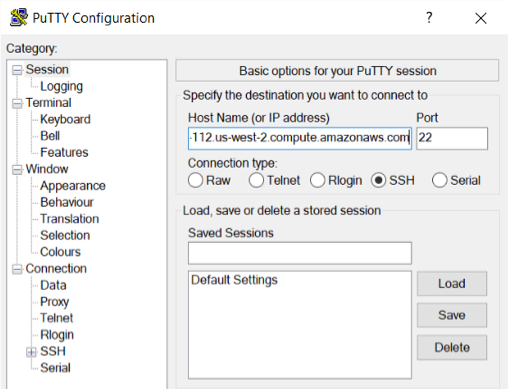 PuTTY Configuration
?
Category:
Session
Logging
Terminal
Keyboard
Bell
Features
Window
Appearance
Behaviour
Translation
Selection
Colours
Connection
Data
Proxy
Telnet
Rlogin
SSH
Serial
Basic options for your PuTTY session
Specify the destination you want to connect to
Host Name (or IP address) Port
-112.us-west-2.compute.amazonaws.com 22
Connection type:
Raw Telnet Rlogin SSH Serial
Load, save or delete a stored session
Saved Sessions
Default Settings
Load
Save
Delete